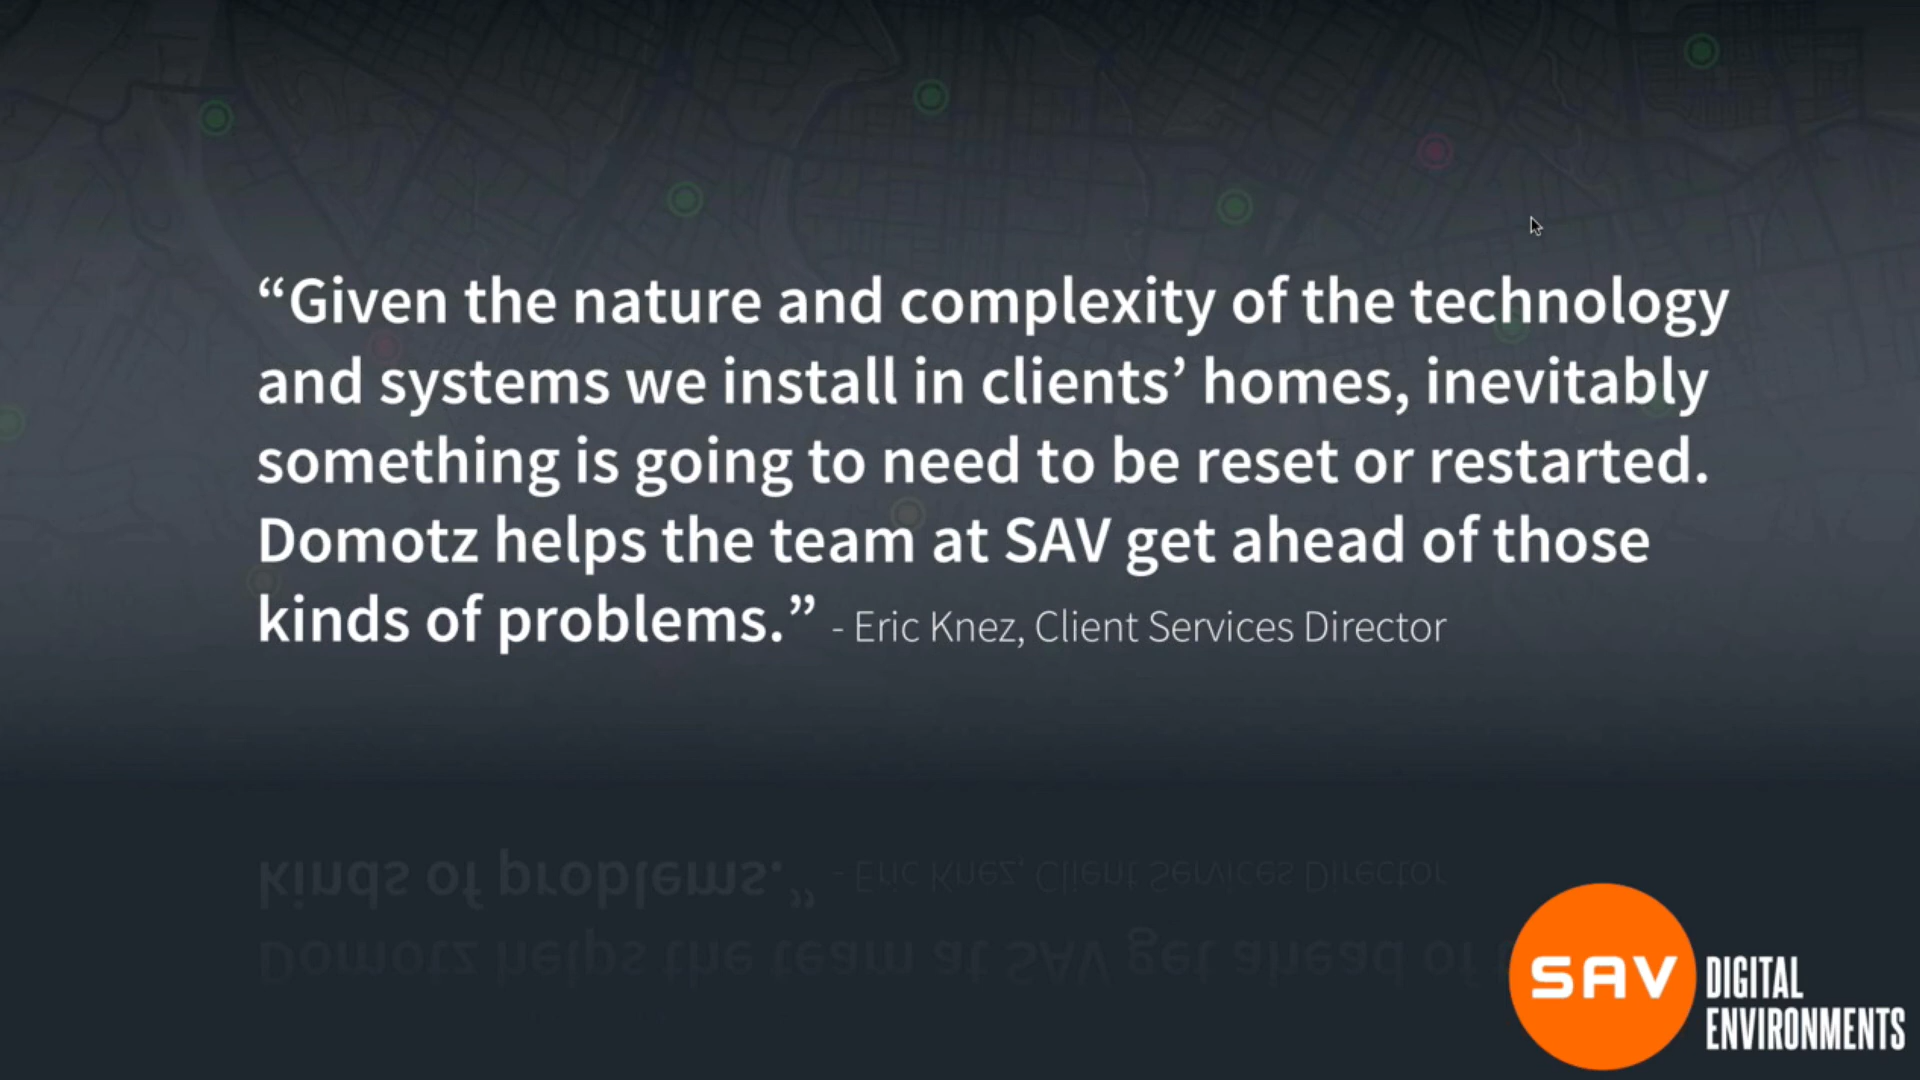 “Given the nature and complexity of the technology
and systems we install in clients’ homes, inevitably
something is going to need to be reset or restarted.
Domotz helps the team at SAV get ahead of those
kinds of problems.” - Eric Knez, Client Services Director
SAV DIGITAL
ENVIRONMENTS